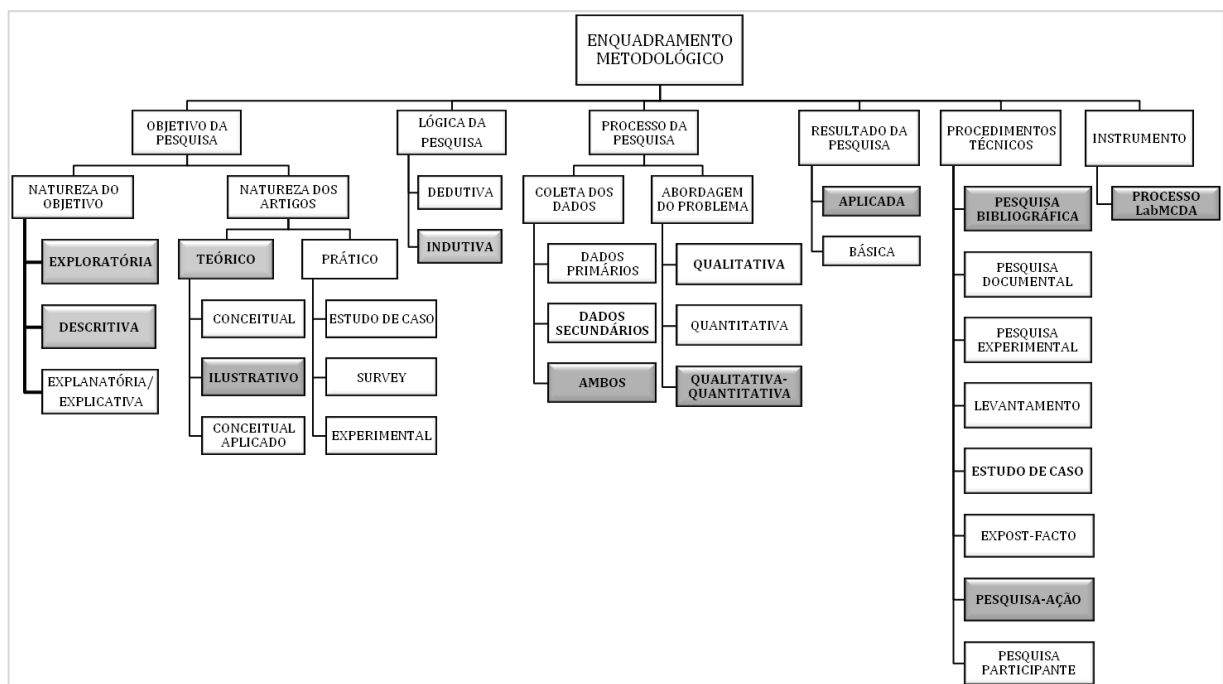 ENQUADRAMENTO
METODOLÓGICO
OBJETIVO DA
PESQUISA
NATUREZA DO
OBJETIVO
EXPLORATÓRIA
DESCRITIVA
EXPLANATÓRIA/
EXPLICATIVA
NATUREZA DOS
ARTIGOS
TEÓRICO
CONCEITUAL
ILUSTRATIVO
CONCEITUAL
APLICADO
PRÁTICO
ESTUDO DE CASO
SURVEY
EXPERIMENTAL
LÓGICA DA
PESQUISA
DEDUTIVA
INDUTIVA
PROCESSO DA
PESQUISA
COLETA DOS
DADOS
DADOS
PRIMÁRIOS
DADOS
SECUNDÁRIOS
AMBOS
ABORDAGEM
DO PROBLEMA
QUALITATIVA
QUANTITATIVA
QUALITATIVA-
QUANTITATIVA
RESULTADO DA
PESQUISA
APLICADA
BÁSICA
PROCEDIMENTOS
TÉCNICOS
PESQUISA
BIBLIOGRÁFICA
PESQUISA
DOCUMENTAL
PESQUISA
EXPERIMENTAL
LEVANTAMENTO
ESTUDO DE CASO
EXPOST-FACTO
PESQUISA-AÇÃO
PESQUISA
PARTICIPANTE
INSTRUMENTO
PROCESSO
LabMCDA